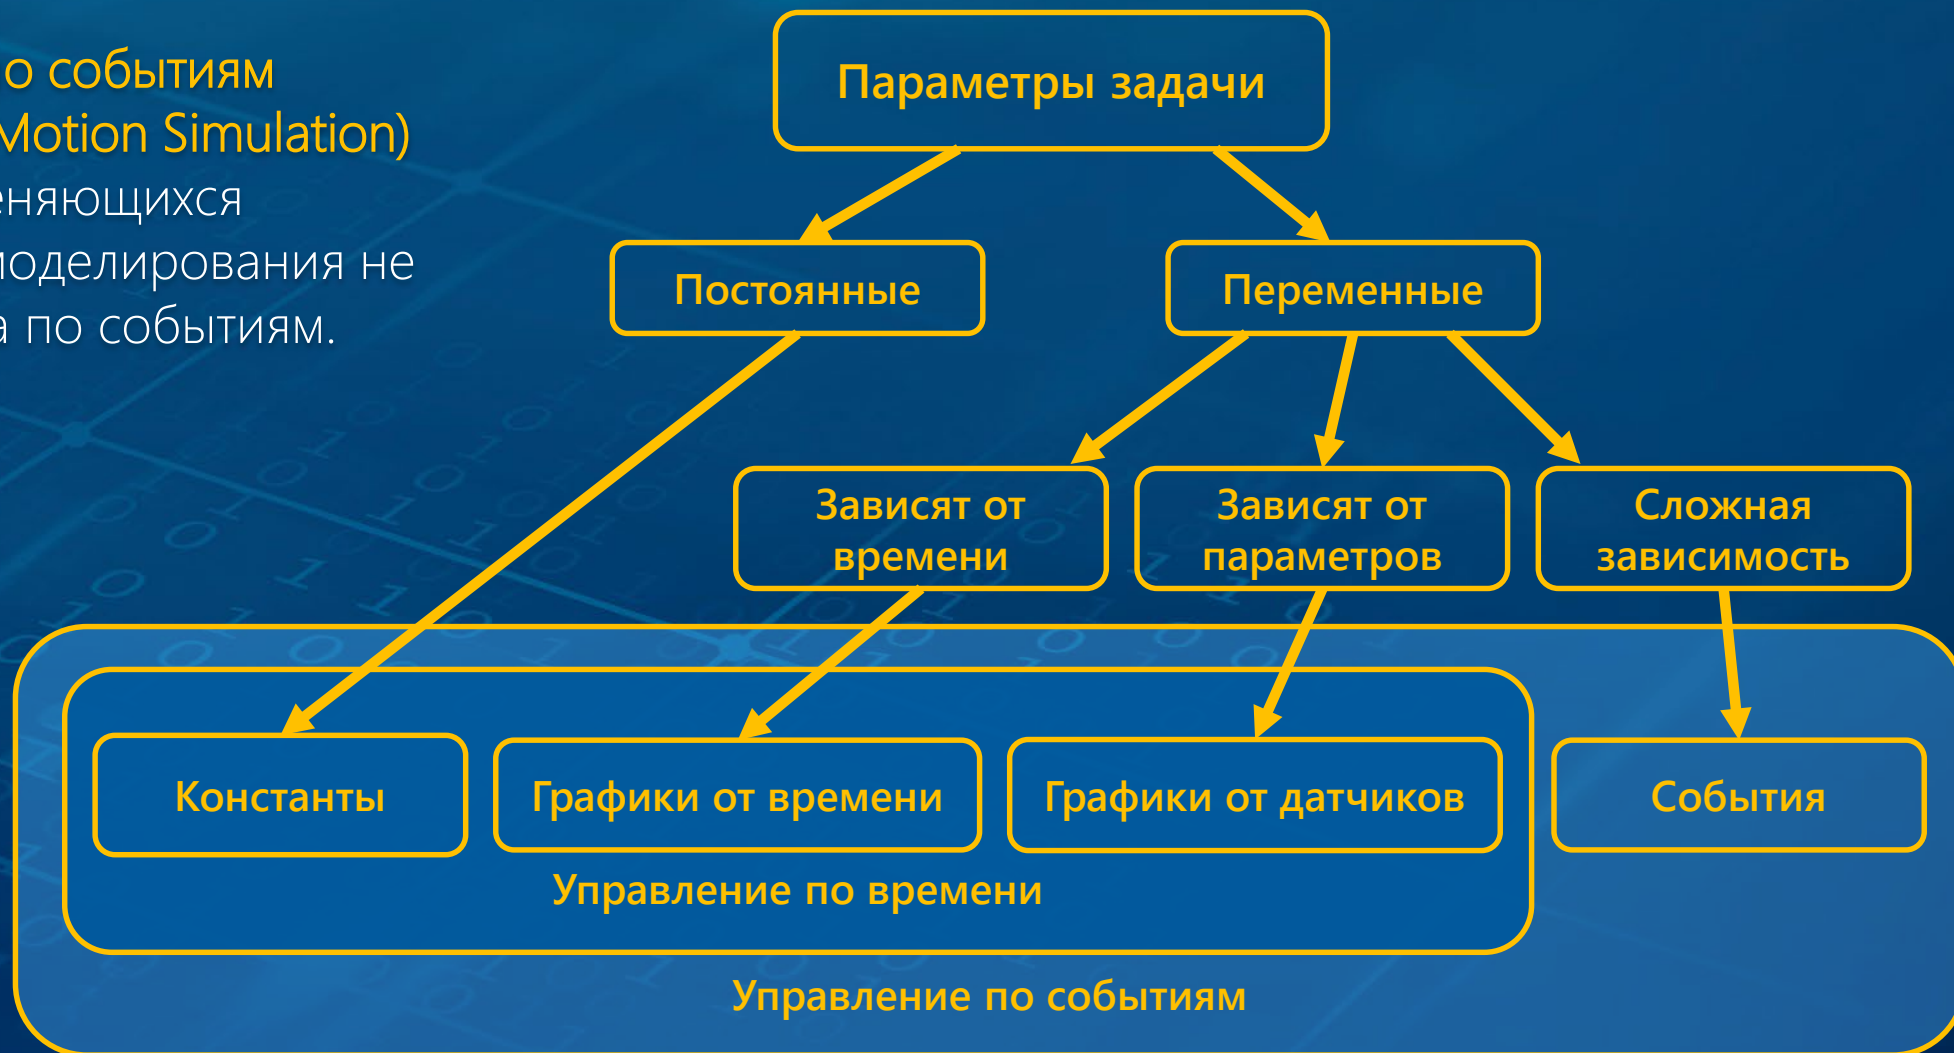 о событиям
Motion Simulation)
еняющихся
моделирования не
а по событиям.
Параметры задачи
Постоянные
Переменные
Зависят от
времени
Зависят от
параметров
Сложная
зависимость
Константы
Графики от времени
Графики от датчиков
События
Управление по времени
Управление по событиям